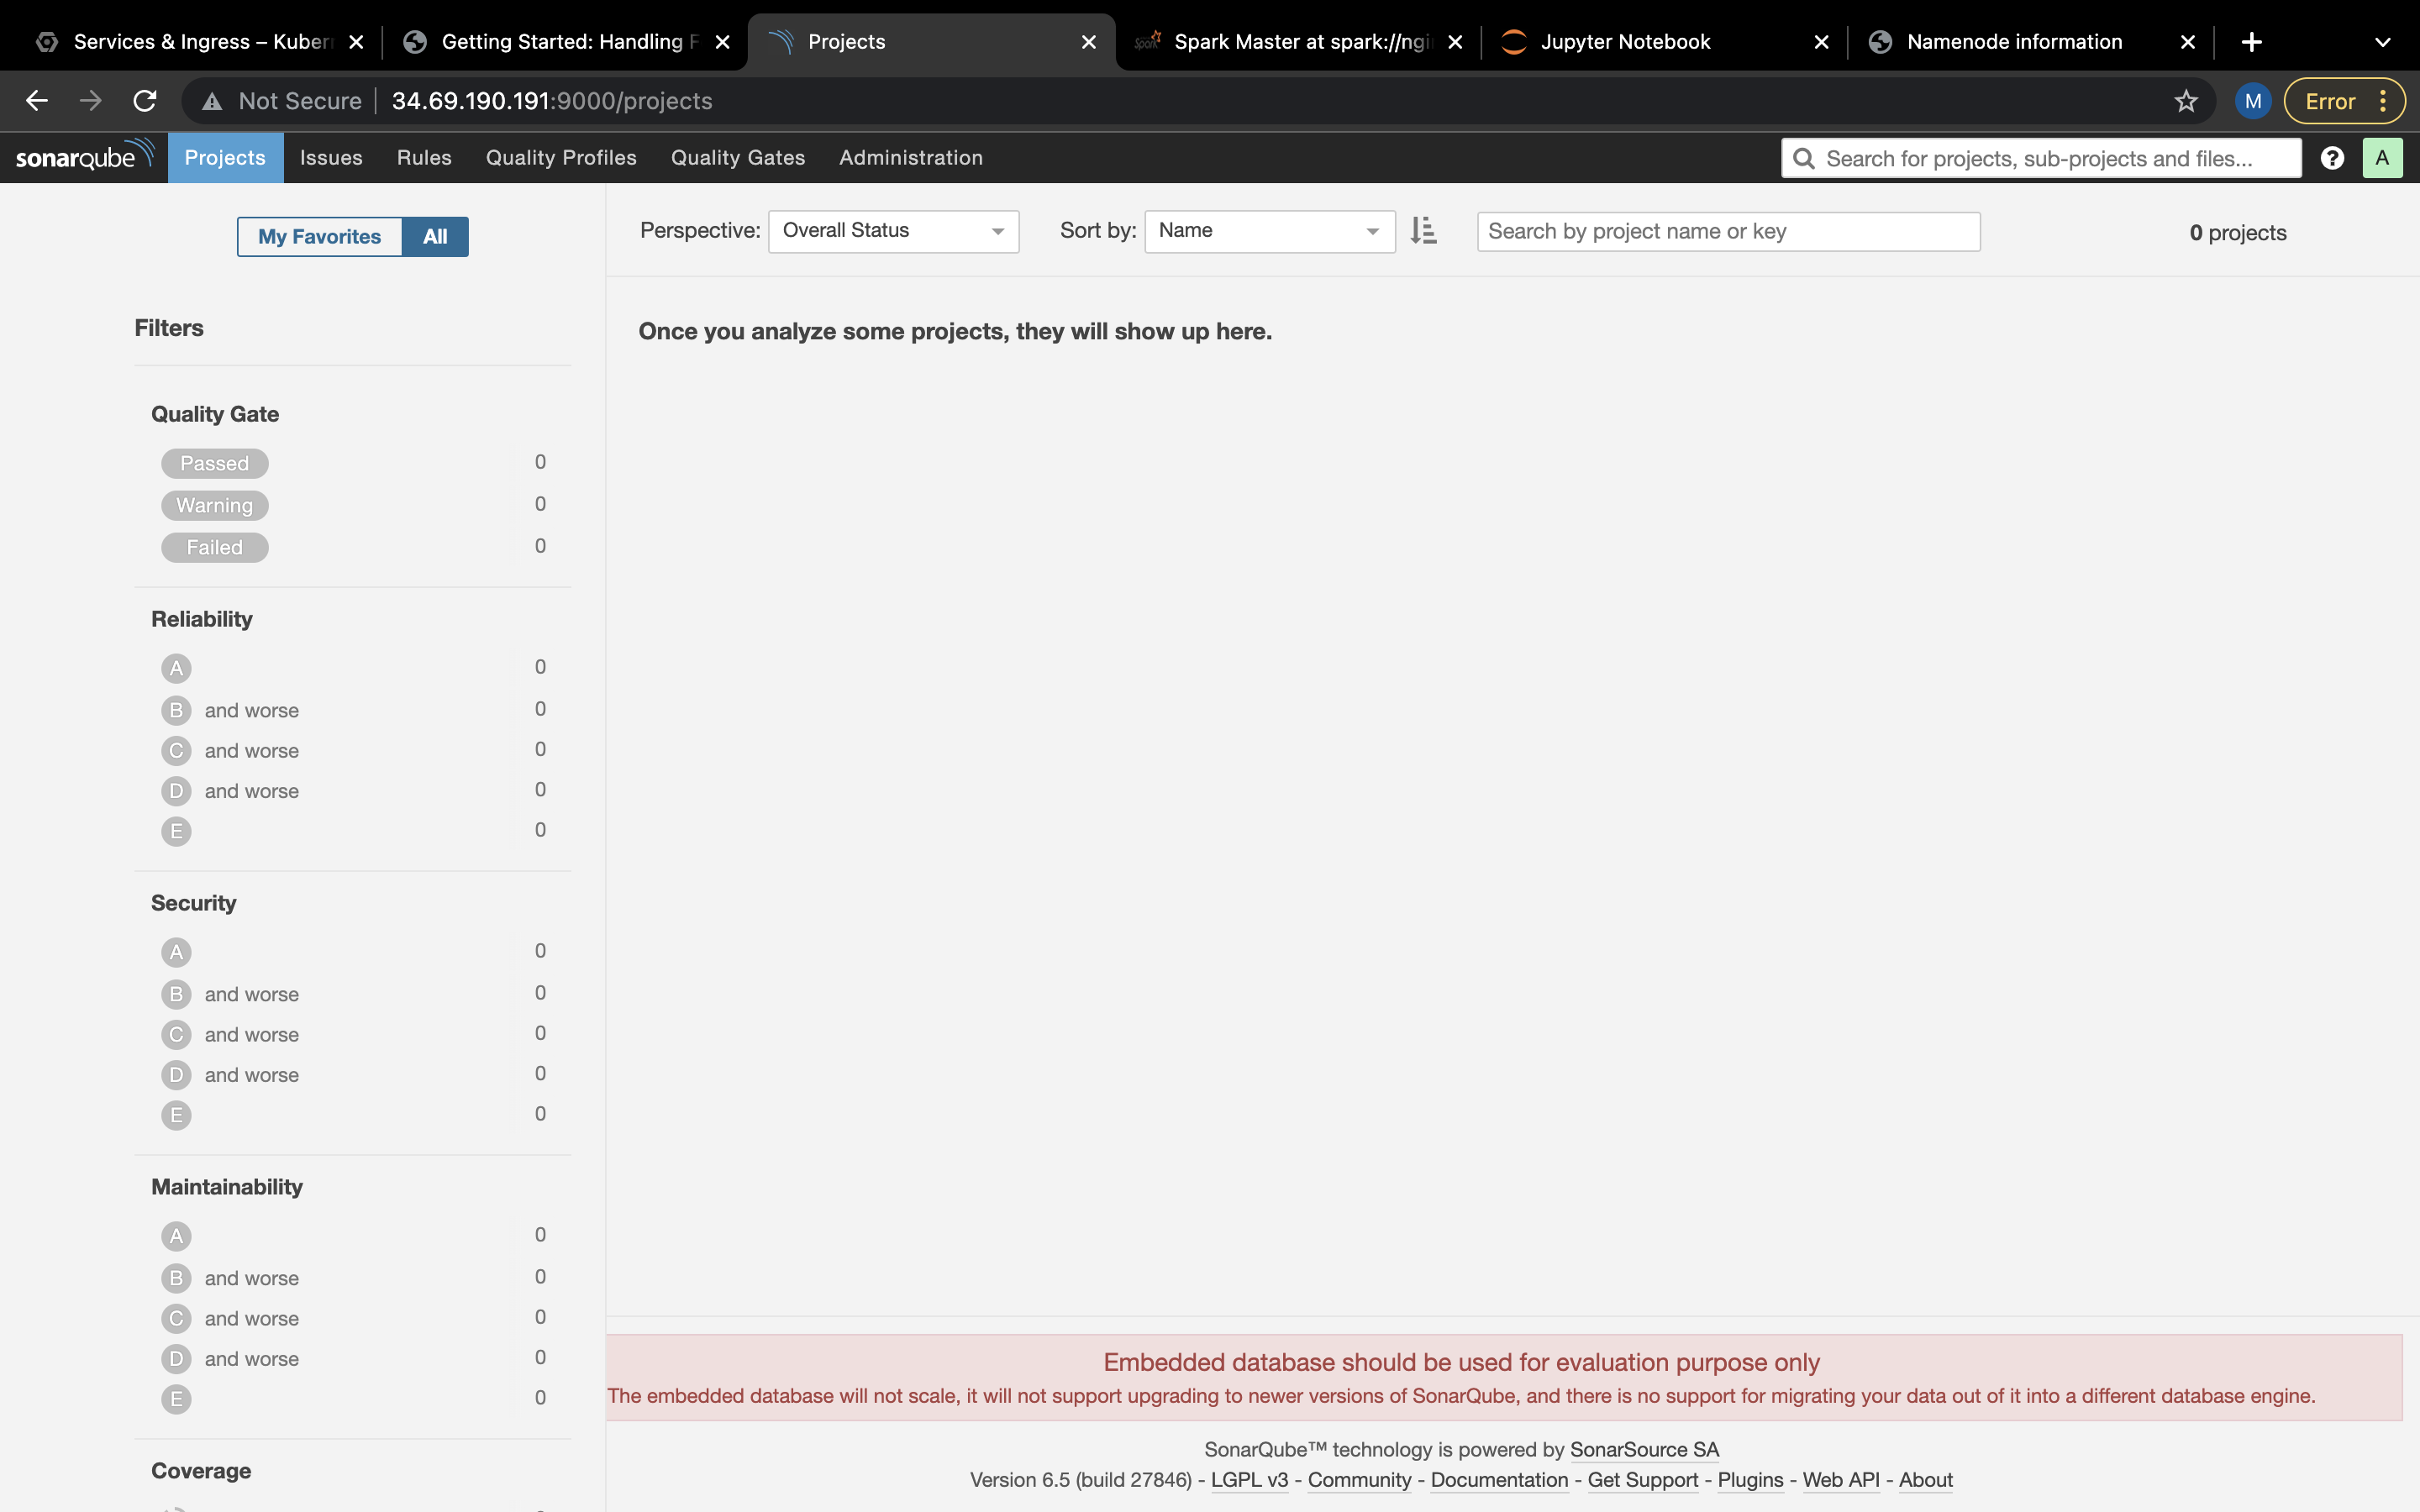 Services & Ingress – Kuber
Getting Started: Handling F
Projects
Spark Master at spark://ngi
Jupyter Notebook
Namenode information
Not Secure
34.69.190.191:9000/projects
M
Error
sonarqube
Projects
Issues
Rules
Quality Profiles
Quality Gates
Administration
Search for projects, sub-projects and files...
?
A
My Favorites
All
Perspective:
Overall Status
Sort by:
Name
Search by project name or key
0 projects
Filters
Once you analyze some projects, they will show up here.
Quality Gate
Passed 0
Warning 0
Failed 0
Reliability
A 0
B and worse 0
C and worse 0
D and worse 0
E 0
Security
A 0
B and worse 0
C and worse 0
D and worse 0
E 0
Maintainability
A 0
B and worse 0
C and worse 0
D and worse 0
E 0
Coverage
Embedded database should be used for evaluation purpose only
The embedded database will not scale, it will not support upgrading to newer versions of SonarQube, and there is no support for migrating your data out of it into a different database engine.
SonarQube™ technology is powered by SonarSource SA
Version 6.5 (build 27846) - LGPL v3 - Community - Documentation - Get Support - Plugins - Web API - About